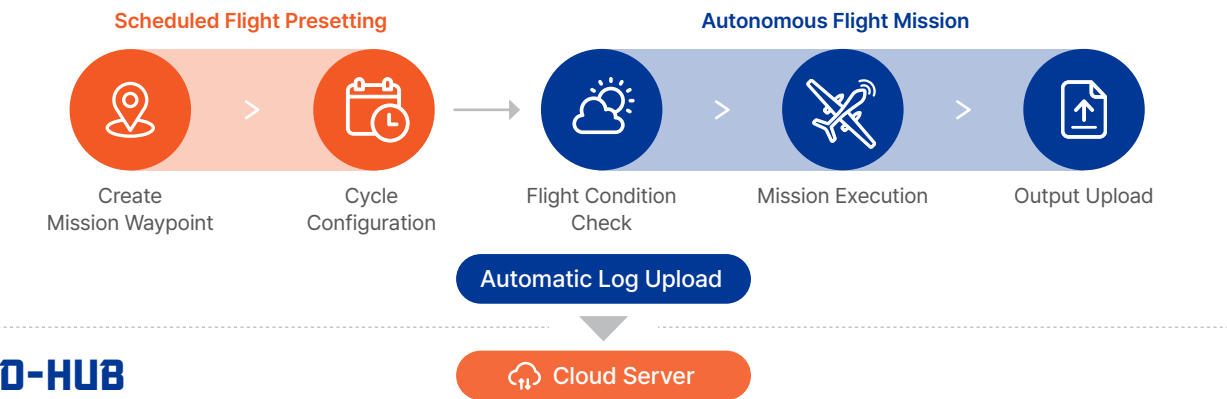 Scheduled Flight Presetting
Autonomous Flight Mission
Create
Mission Waypoint
Cycle
Configuration
Flight Condition
Check
Mission Execution
Output Upload
Automatic Log Upload
D-HUB
Cloud Server